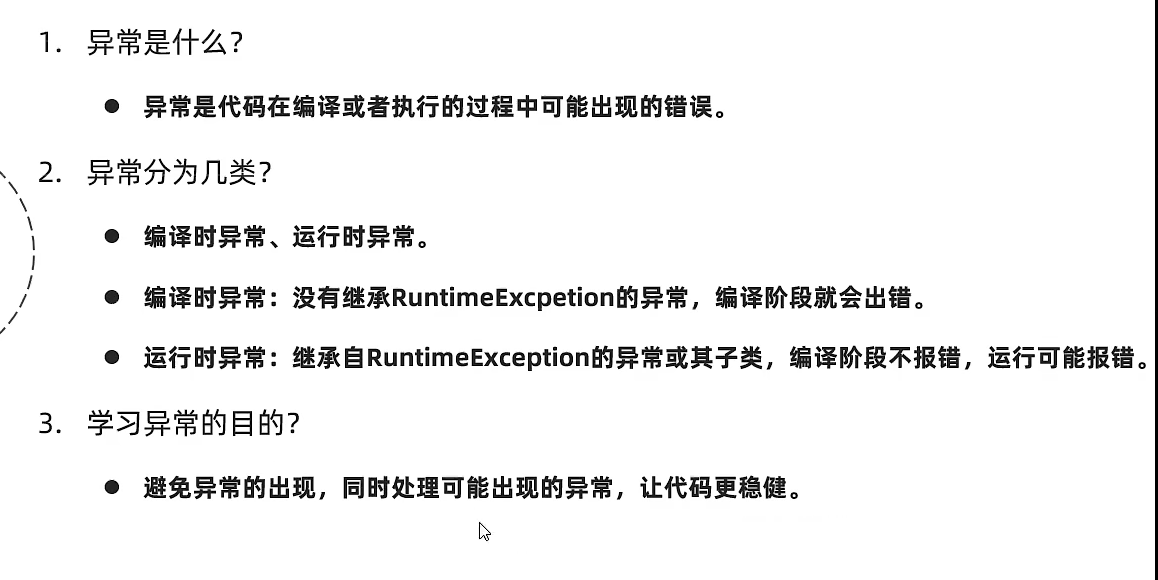 1. 异常是什么？
● 异常是代码在编译或者执行的过程中可能出现的错误。
2. 异常分为几类？
● 编译时异常、运行时异常。
● 编译时异常：没有继承RuntimeExcpetion的异常，编译阶段就会出错。
● 运行时异常：继承自RuntimeException的异常或其子类，编译阶段不报错，运行可能报错。
3. 学习异常的目的？
● 避免异常的出现，同时处理可能出现的异常，让代码更稳健。